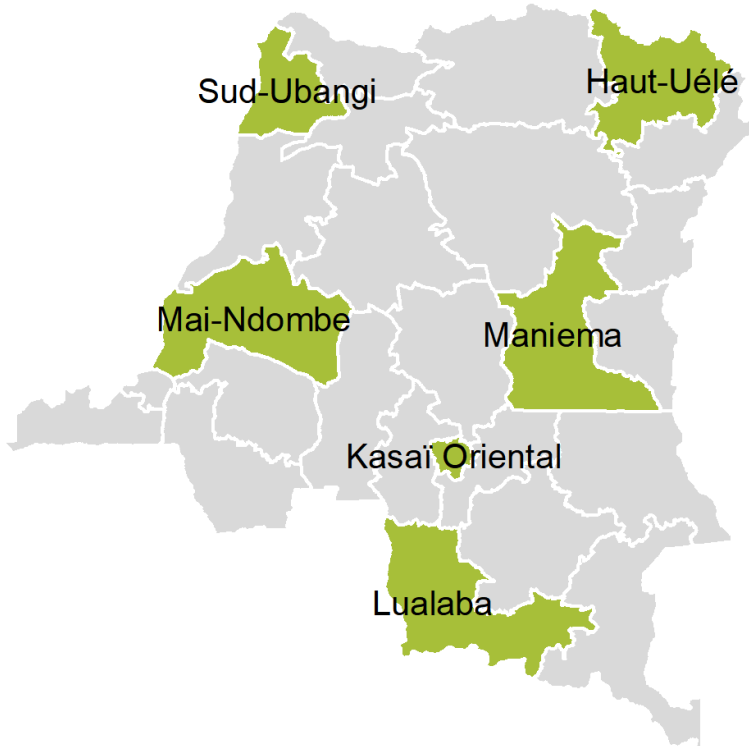 Haut-Uélé
Sud-Ubangi
Mai-Ndombe
Maniema
Kasaï Oriental
Lualaba